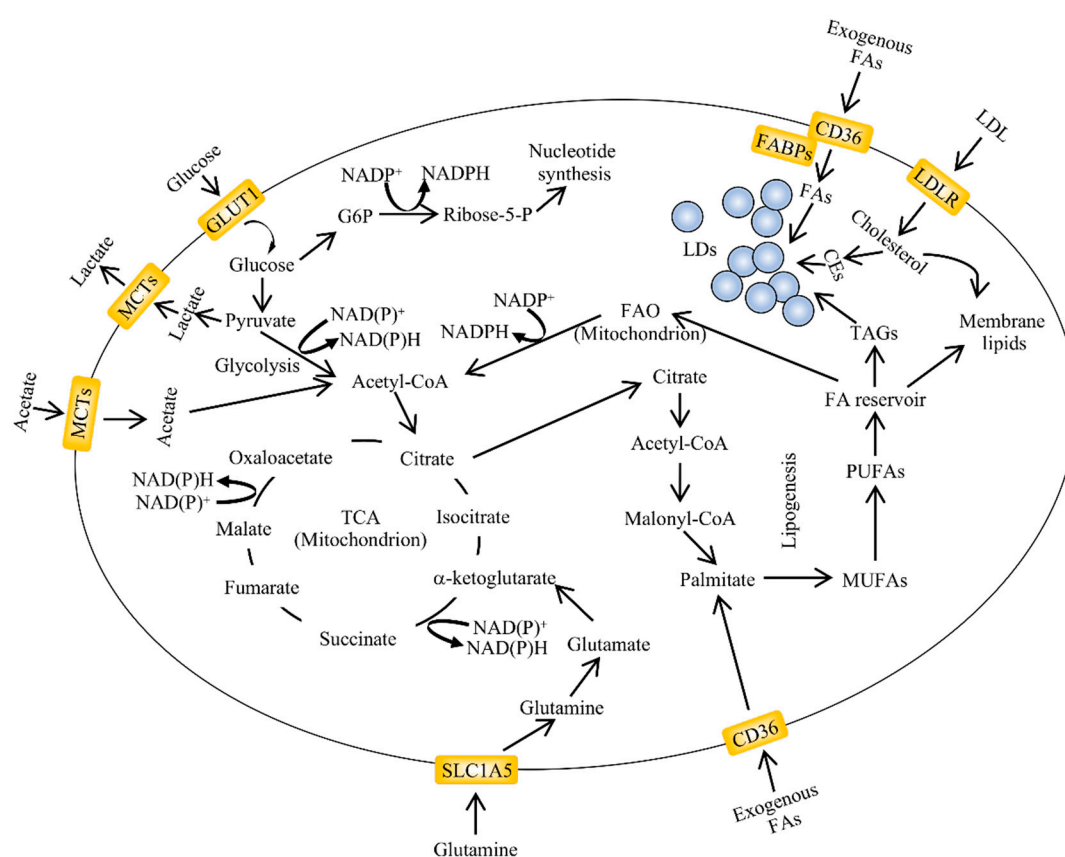 Exogenous
FAs
CD36
FABPs
LDL
LDLR
FAs
Cholesterol
CEs
LDs
TAGs
Membrane
lipids
FA reservoir
PUFAs
MUFAs
Lipogenesis
Glucose
GLUT1
Glucose
NADP⁺
NADPH
G6P
Ribose-5-P
Nucleotide
synthesis
Lactate
MCTs
Lactate
Pyruvate
NAD(P)⁺
NAD(P)H
Glycolysis
NADP⁺
NADPH
FAO
(Mitochondrion)
Acetate
MCTs
Acetate
Acetyl-CoA
Citrate
Oxaloacetate
NAD(P)H
NAD(P)⁺
Malate
TCA
(Mitochondrion)
Isocitrate
Fumarate
α-ketoglutarate
Succinate
NAD(P)⁺
NAD(P)H
Glutamate
Glutamine
SLC1A5
Glutamine
Citrate
Acetyl-CoA
Malonyl-CoA
Palmitate
CD36
Exogenous
FAs